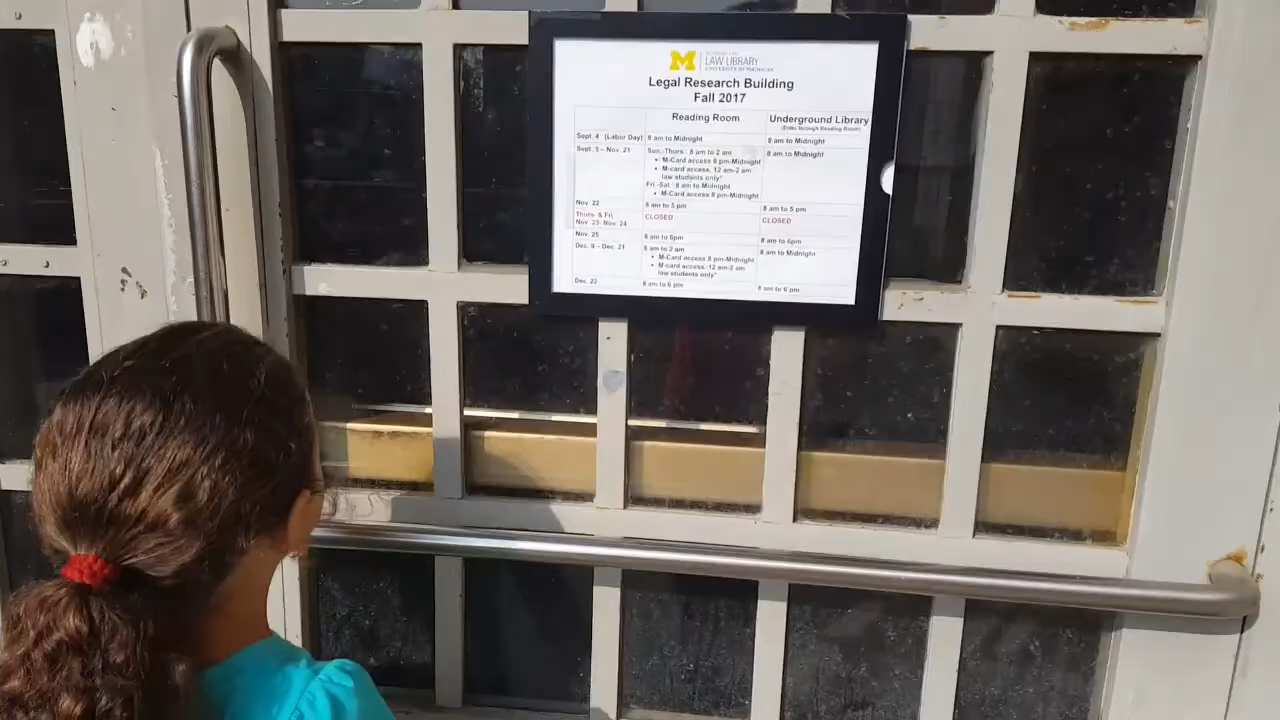 M
LAW LIBRARY
UNIVERSITY OF MICHIGAN
Legal Research Building
Fall 2017
Reading Room
Underground Library
(Enter through Reading Room)
Sept. 4 (Labor Day) 8 am to Midnight 8 am to Midnight
Sept. 5 – Nov. 21 Sun.-Thurs.: 8 am to 2 am 8 am to Midnight
• M-Card access 6 pm-Midnight
• M-card access, 12 am-2 am
law students only*
Fri.-Sat.: 8 am to Midnight
• M-Card access 8 pm-Midnight
Nov. 22 8 am to 5 pm 8 am to 5 pm
Thurs. & Fri.
Nov. 23- Nov. 24 CLOSED CLOSED
Nov. 25 8 am to 6pm 8 am to 6pm
Dec. 9 – Dec. 21 8 am to 2 am 8 am to Midnight
• M-Card access 8 pm-Midnight
• M-card access, 12 am-2 am
law students only*
Dec. 22 8 am to 6 pm 8 am to 6 pm